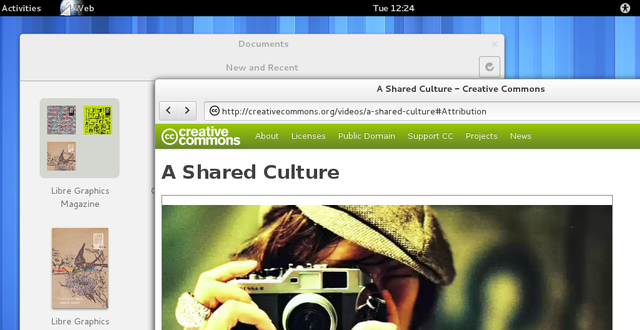 Activities
Web
Tue 12:24
Documents
New and Recent
Libre Graphics
Magazine
Libre Graphics
A Shared Culture – Creative Commons
http://creativecommons.org/videos/a-shared-culture#Attribution
cc creative
commons
About
Licenses
Public Domain
Support CC
Projects
News
A Shared Culture